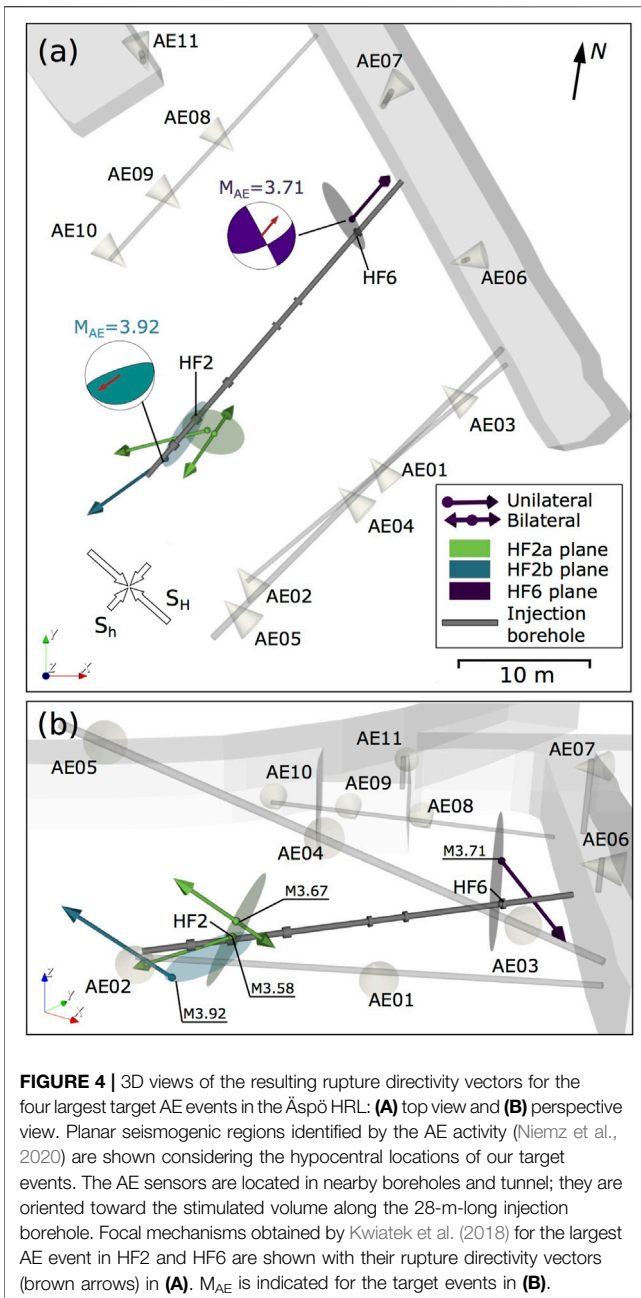 (a)
AE11
AE07
N
AE08
M_AE=3.71
AE09
AE10
HF6
AE06
M_AE=3.92
HF2
AE03
AE01
AE04
Unilateral
Bilateral
HF2a plane
HF2b plane
HF6 plane
Injection
borehole
S_H
S_h
AE02
AE05
Y
Z
X
10 m
(b)
AE05
AE11
AE07
AE10
AE09
AE08
AE06
AE04
M3.71
M3.67
HF6
HF2
AE03
AE02
M3.58
AE01
M3.92
Z
Y
X
FIGURE 4 | 3D views of the resulting rupture directivity vectors for the
four largest target AE events in the Äspö HRL: (A) top view and (B) perspective
view. Planar seismogenic regions identified by the AE activity (Niemz et al.,
2020) are shown considering the hypocentral locations of our target
events. The AE sensors are located in nearby boreholes and tunnel; they are
oriented toward the stimulated volume along the 28-m-long injection
borehole. Focal mechanisms obtained by Kwiatek et al. (2018) for the largest
AE event in HF2 and HF6 are shown with their rupture directivity vectors
(brown arrows) in (A). M_AE is indicated for the target events in (B).